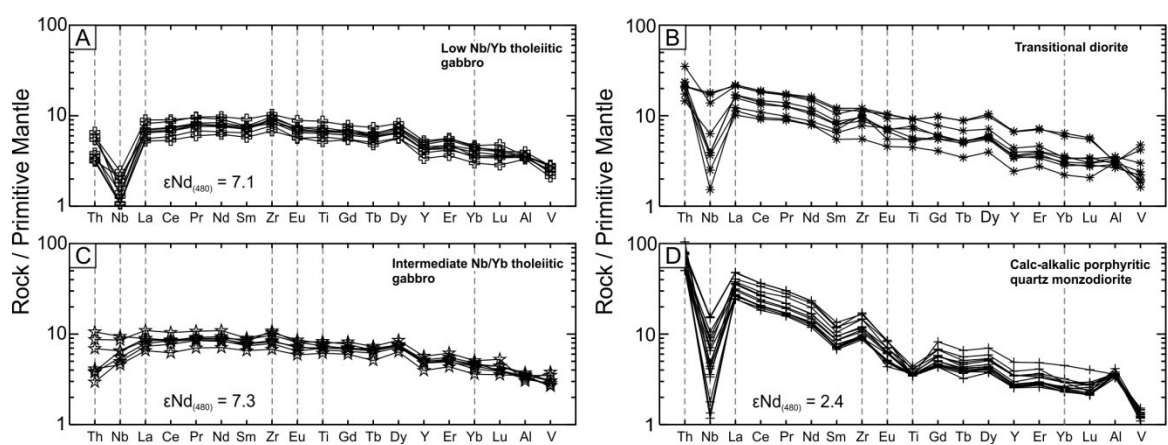 A
Low Nb/Yb tholeiitic
gabbro
100
10
1
εNd(480) = 7.1
Th Nb La Ce Pr Nd Sm Zr Eu Ti Gd Tb Dy Y Er Yb Lu Al V
Rock / Primitive Mantle
B
Transitional diorite
100
10
1
Th Nb La Ce Pr Nd Sm Zr Eu Ti Gd Tb Dy Y Er Yb Lu Al V
Rock / Primitive Mantle
C
Intermediate Nb/Yb tholeiitic
gabbro
100
10
1
εNd(480) = 7.3
Th Nb La Ce Pr Nd Sm Zr Eu Ti Gd Tb Dy Y Er Yb Lu Al V
D
Calc-alkalic porphyritic
quartz monzodiorite
100
10
1
εNd(480) = 2.4
Th Nb La Ce Pr Nd Sm Zr Eu Ti Gd Tb Dy Y Er Yb Lu Al V